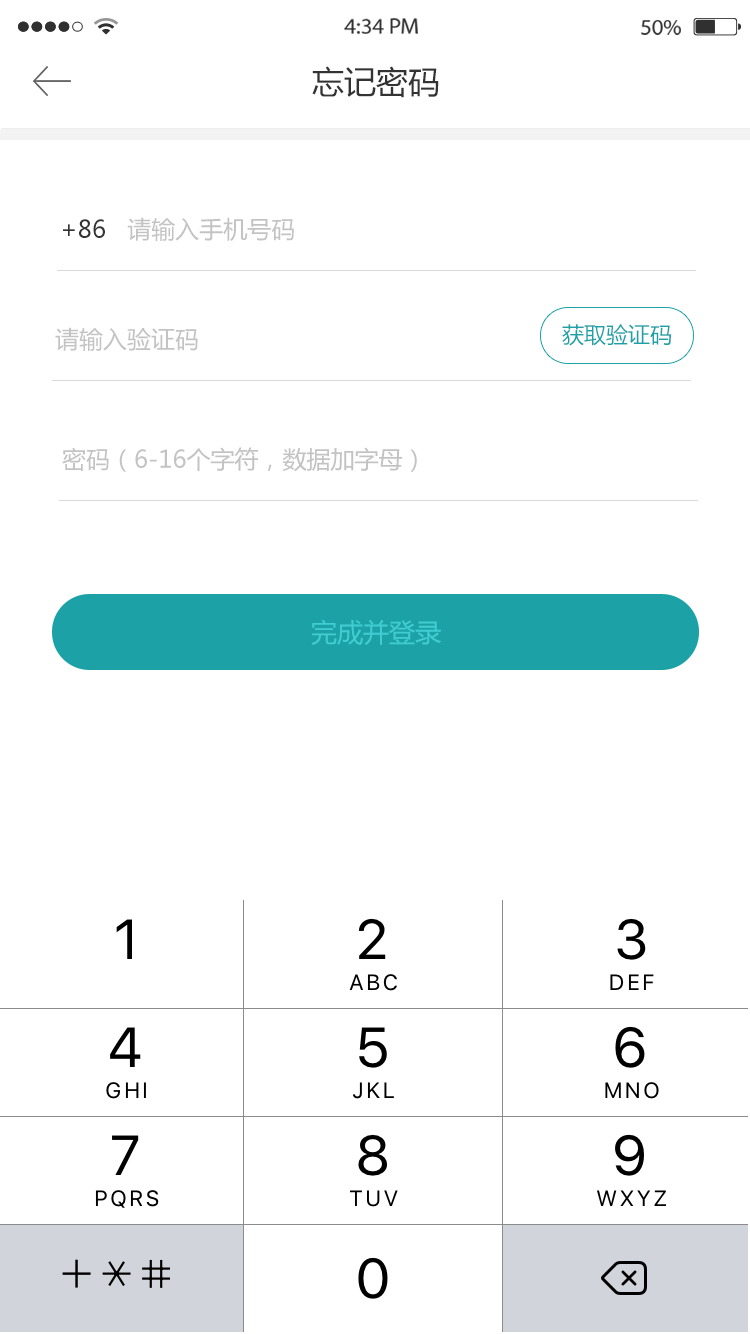 4:34 PM 50%
忘记密码
+86 请输入手机号码
请输入验证码 获取验证码
密码（6-16个字符，数据加字母）
完成并登录
1 2 3
ABC DEF
4 5 6
GHI JKL MNO
7 8 9
PQRS TUV WXYZ
+*# 0